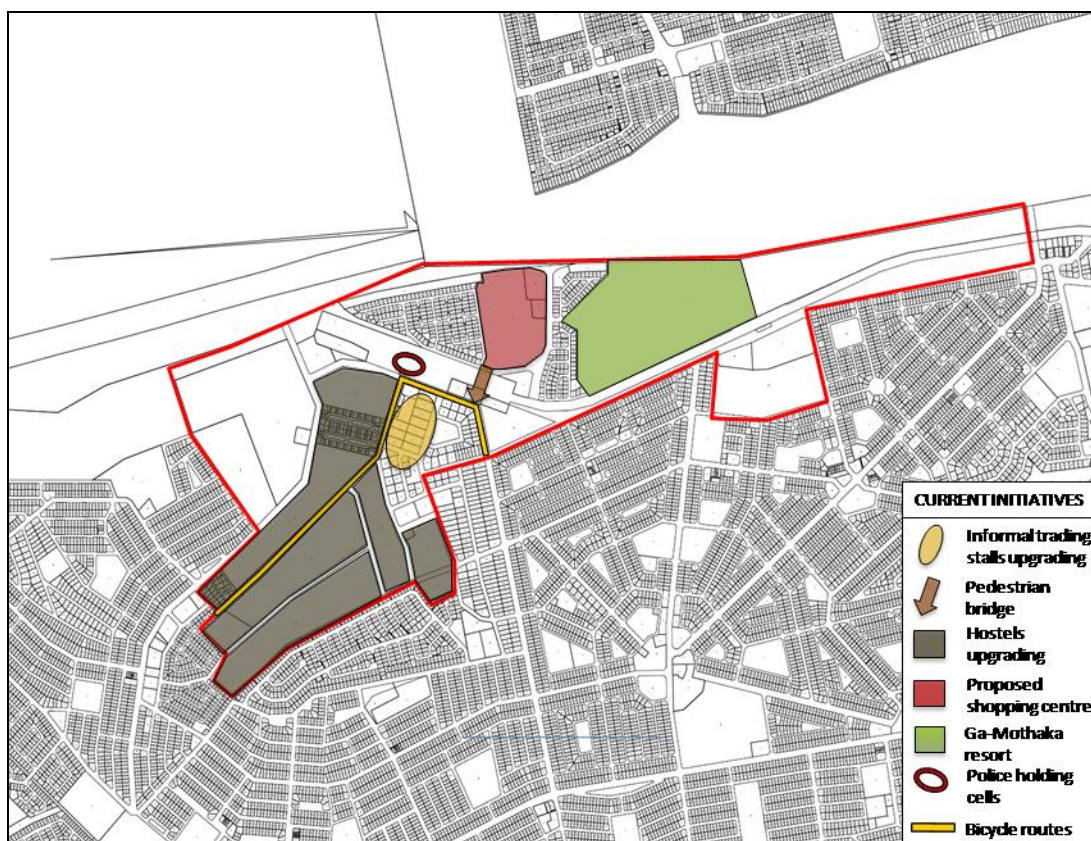 CURRENT INITIATIVES
Informal trading
stalls upgrading
Pedestrian
bridge
Hostels
upgrading
Proposed
shopping centre
Ga-Mothaka
resort
Police holding
cells
Bicycle routes